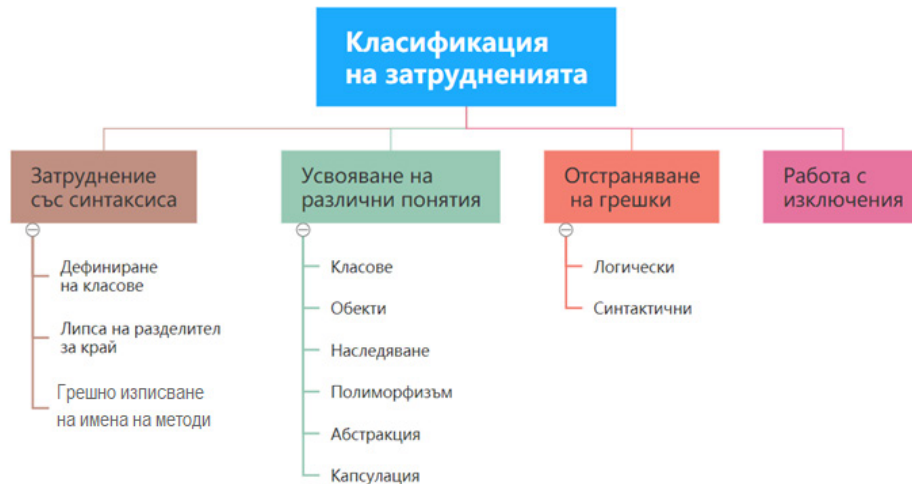 Класификация
на затрудненията
Затруднение
със синтаксиса
Дефиниране
на класове
Липса на разделител
за край
Грешно изписване
на имена на методи
Усвояване на
различни понятия
Класове
Обекти
Наследяване
Полиморфизъм
Абстракция
Капсулация
Отстраняване
на грешки
Логически
Синтактични
Работа с
изключения